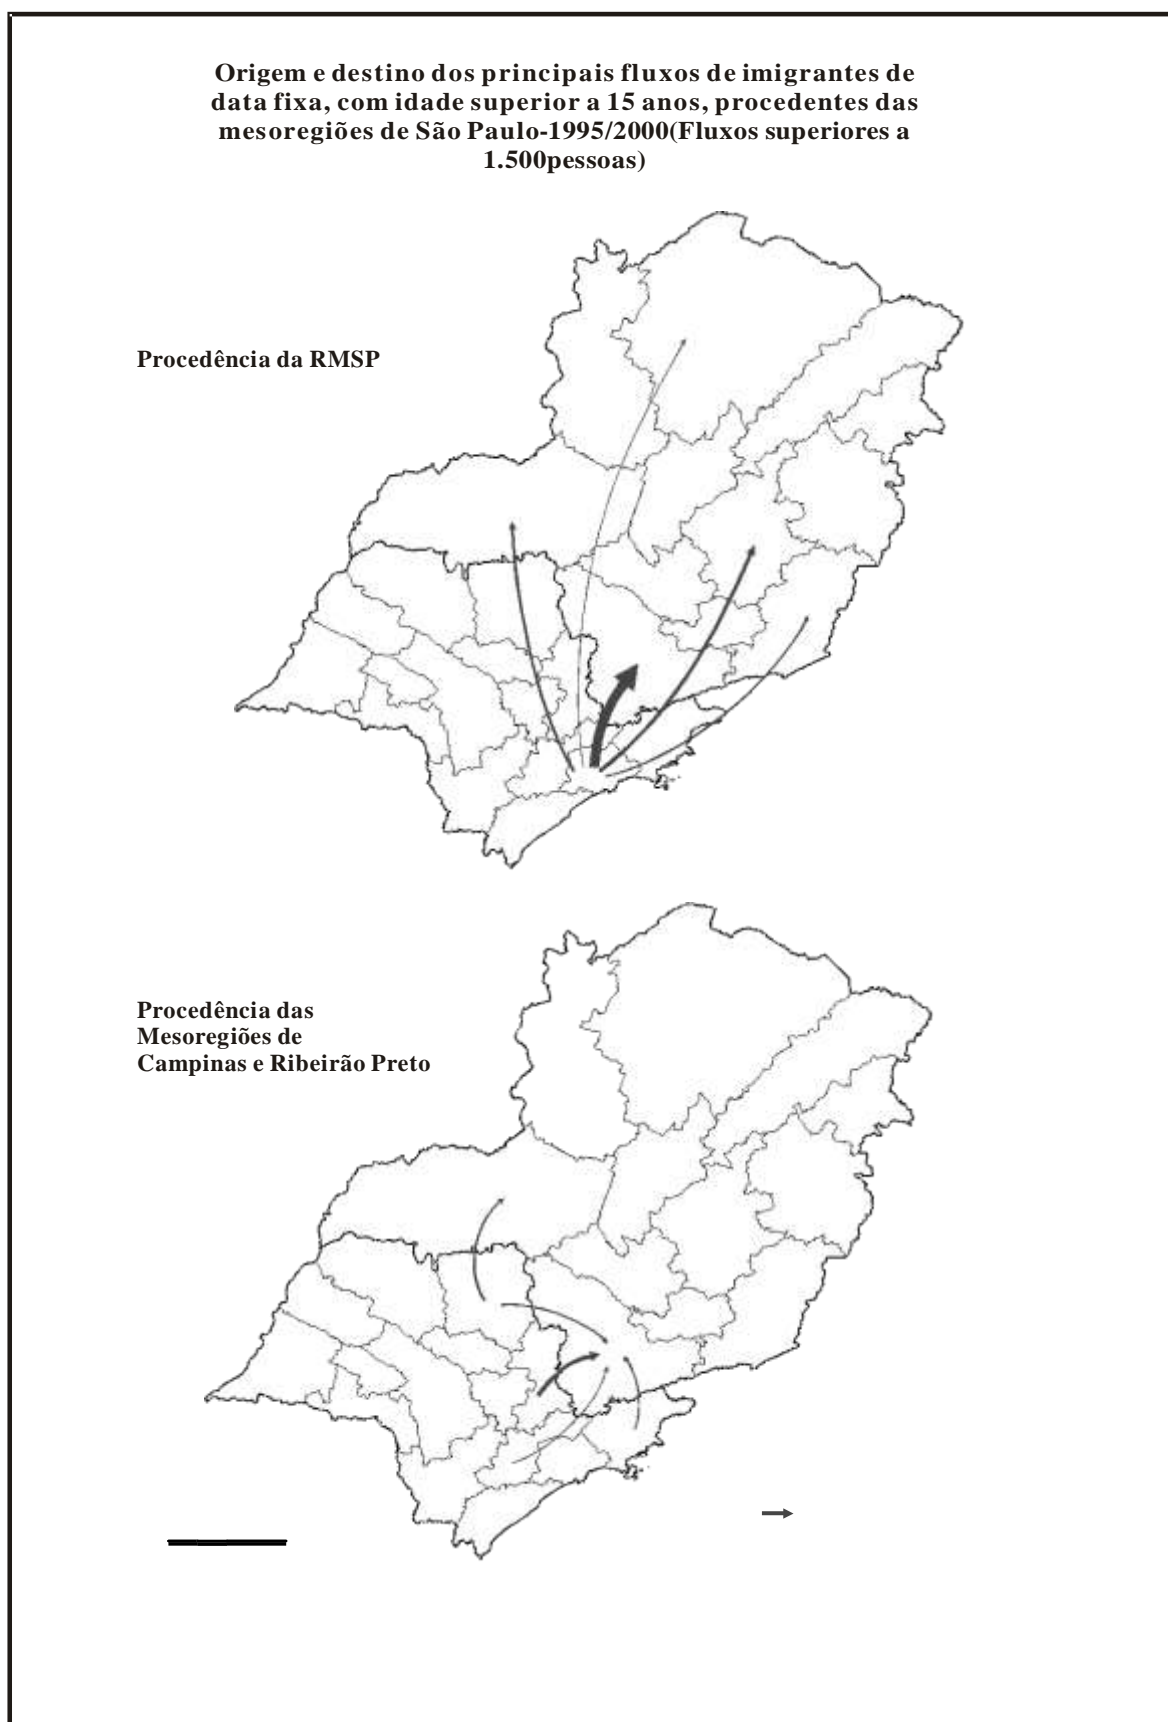 Origem e destino dos principais fluxos de imigrantes de
data fixa, com idade superior a 15 anos, procedentes das
mesoregiões de São Paulo-1995/2000(Fluxos superiores a
1.500pessoas)
Procedência da RMSP
Procedência das
Mesoregiões de
Campinas e Ribeirão Preto